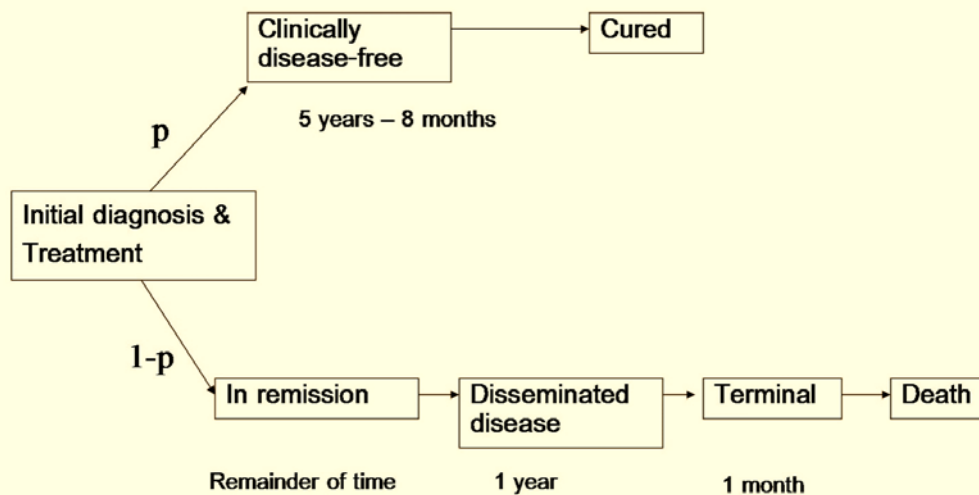 Clinically
disease-free
Cured
5 years – 8 months
p
Initial diagnosis &
Treatment
1-p
In remission
Disseminated
disease
Terminal
Death
Remainder of time
1 year
1 month